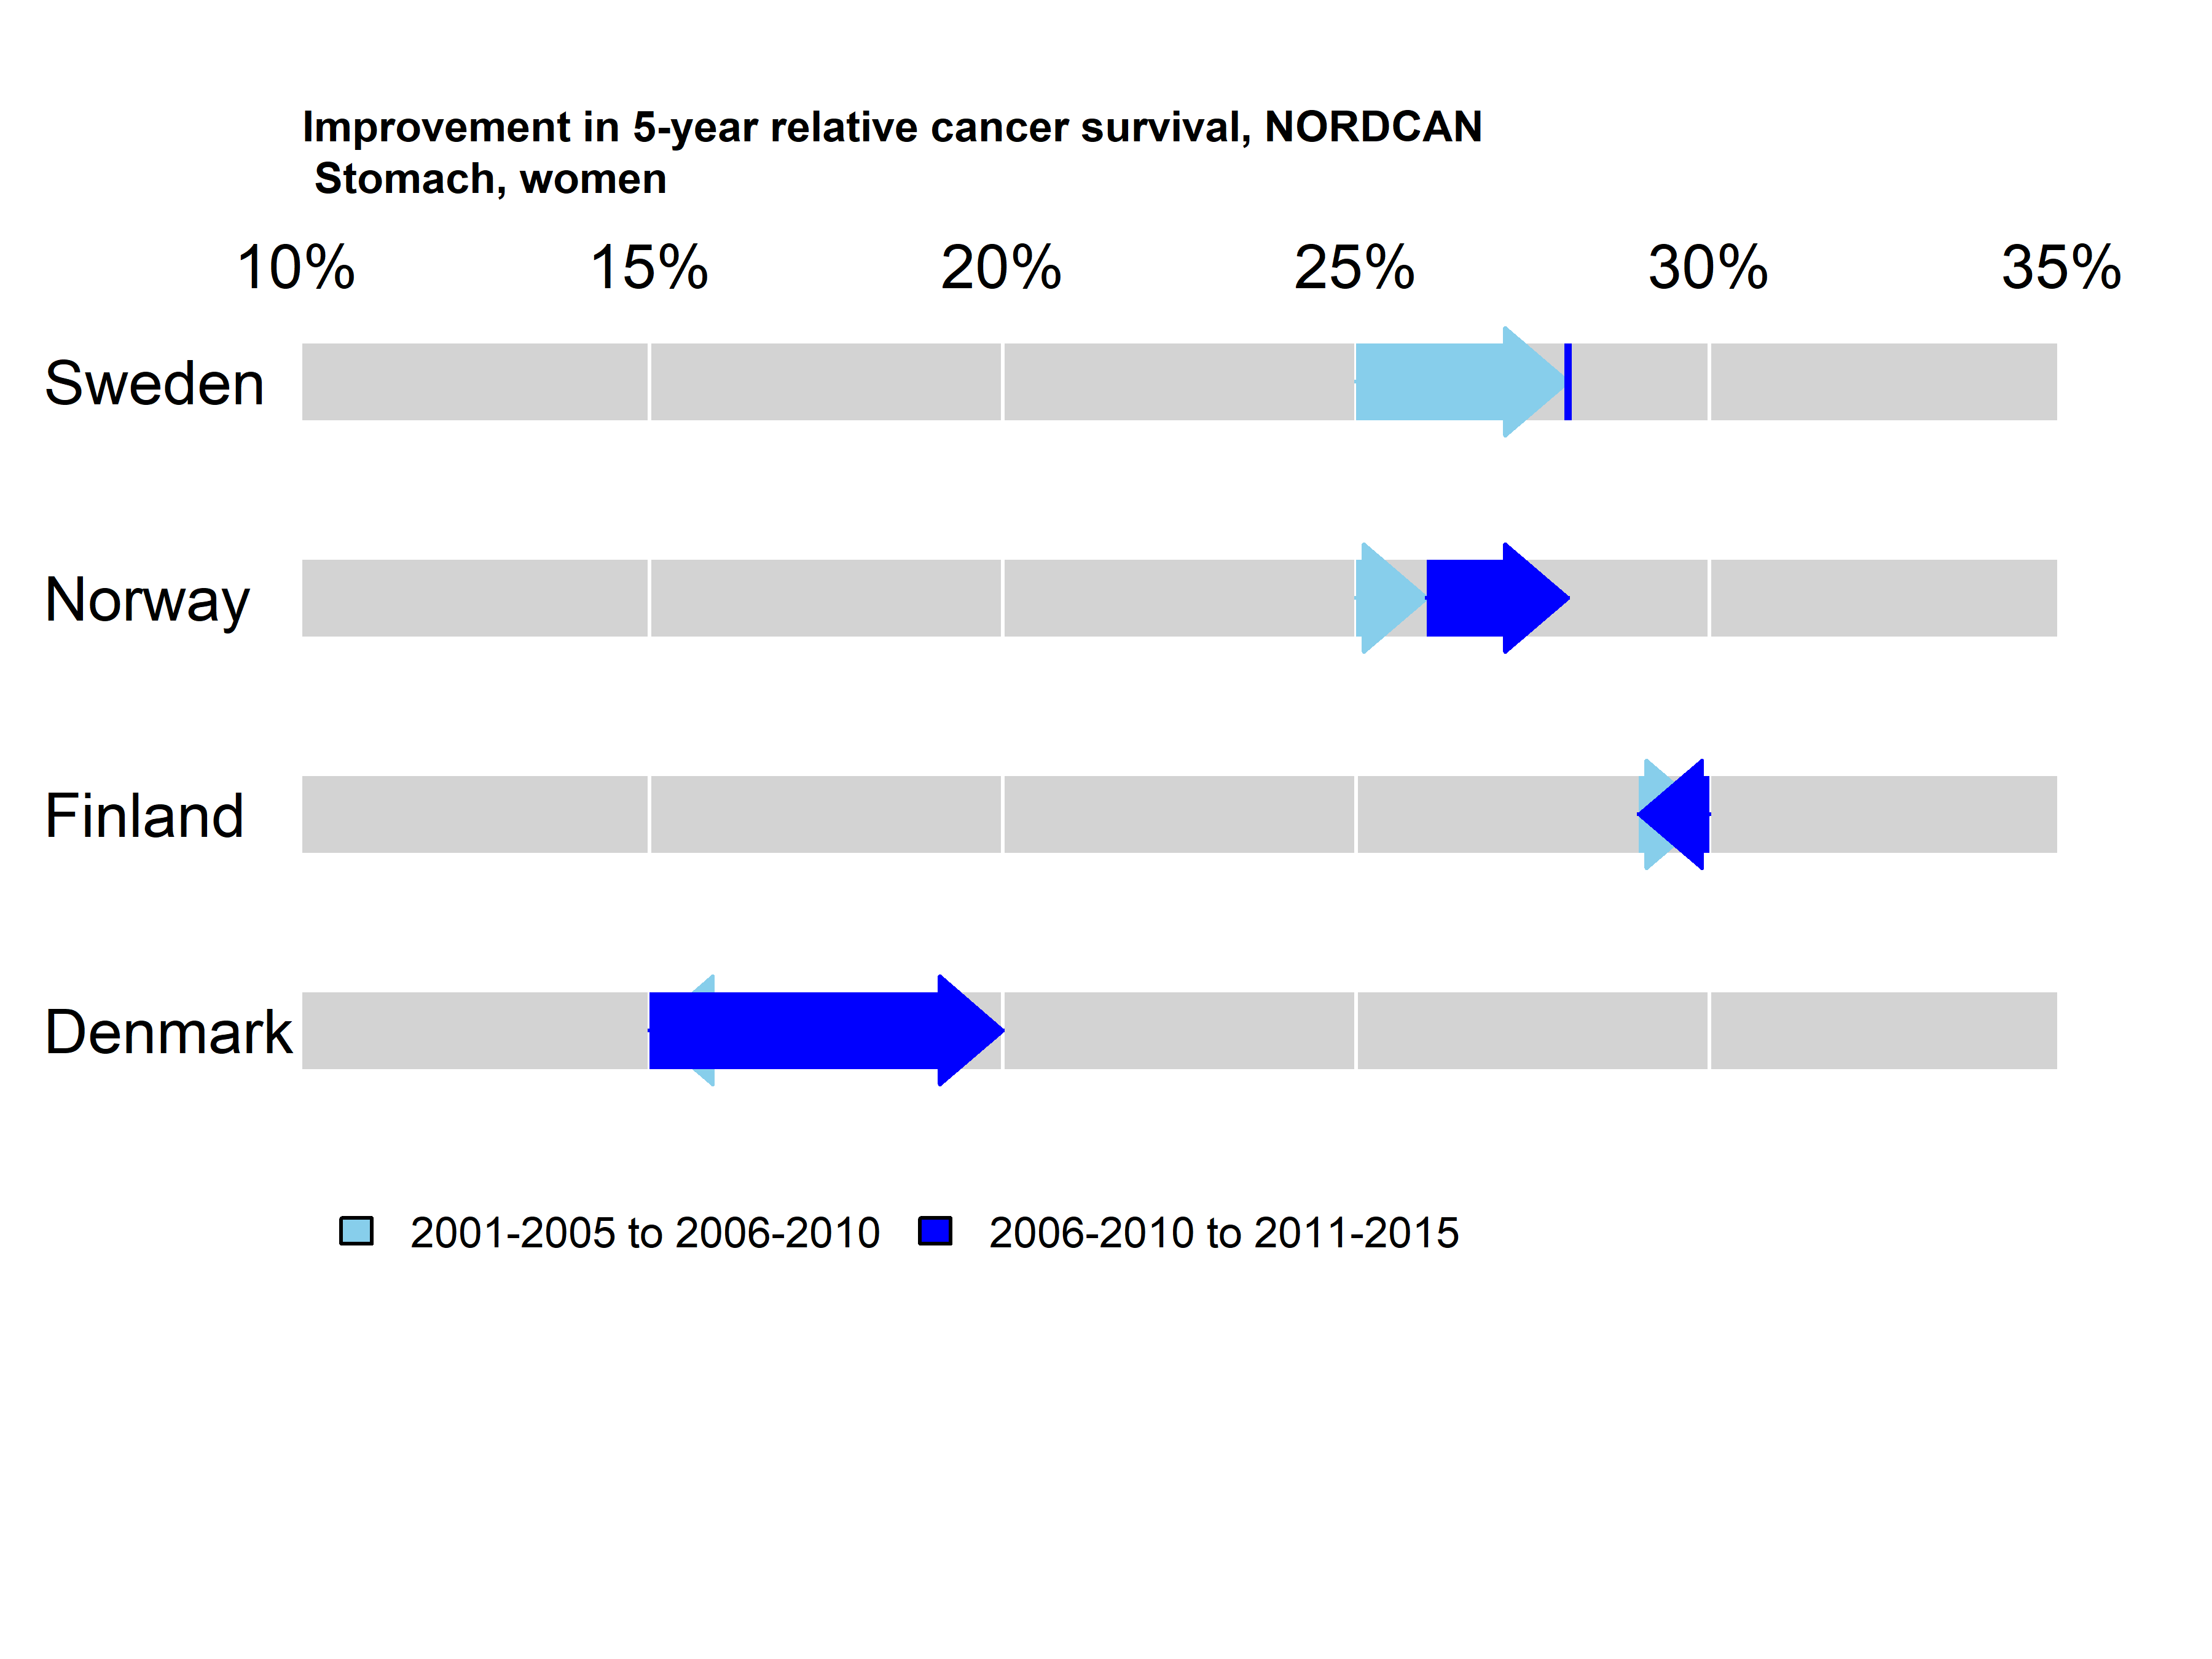 Improvement in 5-year relative cancer survival, NORDCAN
Stomach, women
10% 15% 20% 25% 30% 35%
Sweden
Norway
Finland
Denmark
2001-2005 to 2006-2010 2006-2010 to 2011-2015